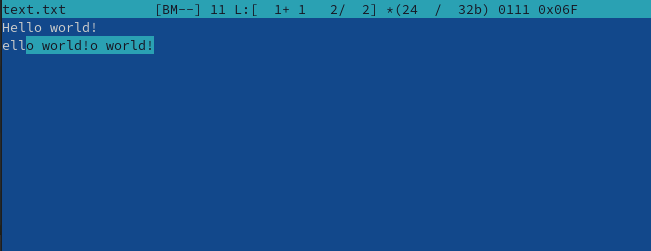 text.txt [BM--] 11 L:[ 1+ 1 2/ 2] *(24 / 32b) 0111 0x06F
Hello world!
ello world!o world!